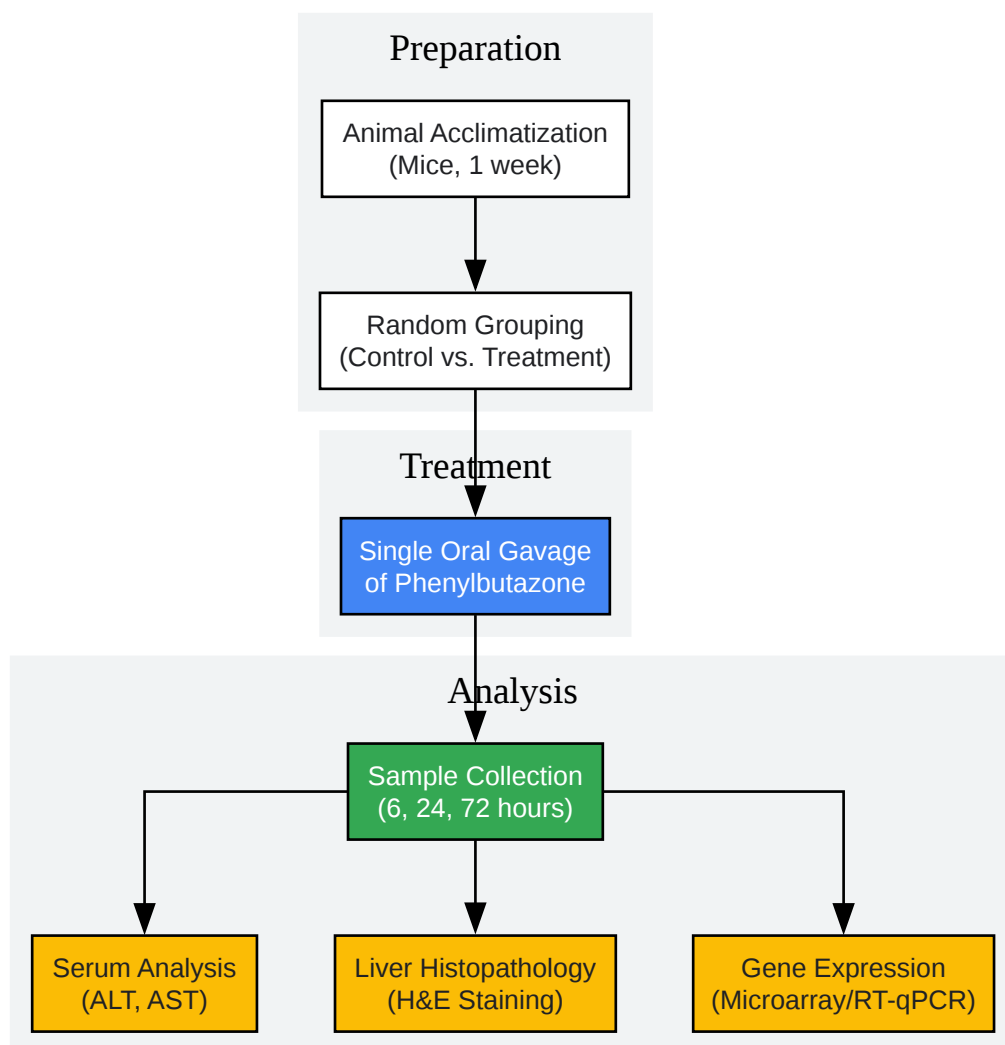 Preparation
Animal Acclimatization
(Mice, 1 week)
Random Grouping
(Control vs. Treatment)
Treatment
Single Oral Gavage
of Phenylbutazone
Analysis
Sample Collection
(6, 24, 72 hours)
Serum Analysis
(ALT, AST)
Liver Histopathology
(H&E Staining)
Gene Expression
(Microarray/RT-qPCR)